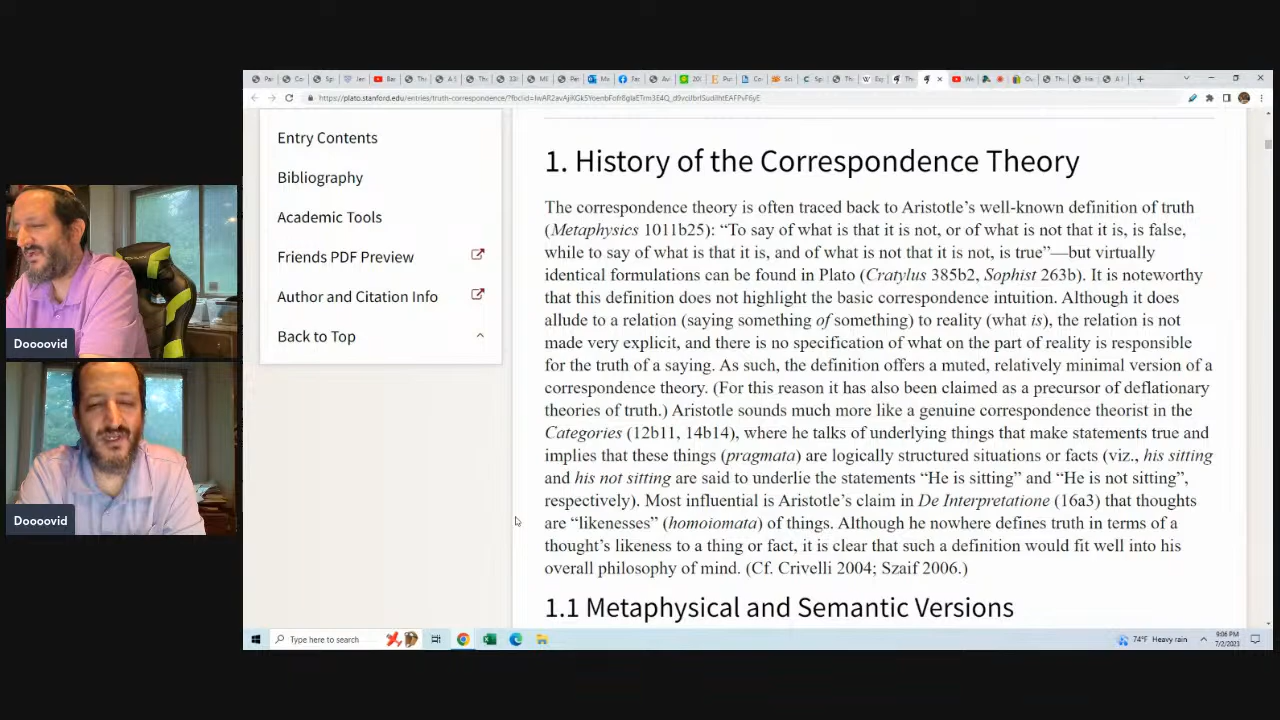 https://plato.stanford.edu/entries/truth-correspondence/
Entry Contents
Bibliography
Academic Tools
Friends PDF Preview
Author and Citation Info
Back to Top
1. History of the Correspondence Theory
The correspondence theory is often traced back to Aristotle’s well-known definition of truth
(Metaphysics 1011b25): “To say of what is that it is not, or of what is not that it is, is false,
while to say of what is that it is, and of what is not that it is not, is true”—but virtually
identical formulations can be found in Plato (Cratylus 385b2, Sophist 263b). It is noteworthy
that this definition does not highlight the basic correspondence intuition. Although it does
allude to a relation (saying something of something) to reality (what is), the relation is not
made very explicit, and there is no specification of what on the part of reality is responsible
for the truth of a saying. As such, the definition offers a muted, relatively minimal version of a
correspondence theory. (For this reason it has also been claimed as a precursor of deflationary
theories of truth.) Aristotle sounds much more like a genuine correspondence theorist in the
Categories (12b11, 14b14), where he talks of underlying things that make statements true and
implies that these things (pragmata) are logically structured situations or facts (viz., his sitting
and his not sitting are said to underlie the statements “He is sitting” and “He is not sitting”,
respectively). Most influential is Aristotle’s claim in De Interpretatione (16a3) that thoughts
are “likenesses” (homoiomata) of things. Although he nowhere defines truth in terms of a
thought’s likeness to a thing or fact, it is clear that such a definition would fit well into his
overall philosophy of mind. (Cf. Crivelli 2004; Szaif 2006.)
1.1 Metaphysical and Semantic Versions
Doooovid
Doooovid
Type here to search
74°F Heavy rain
9:06 PM
7/2/2023